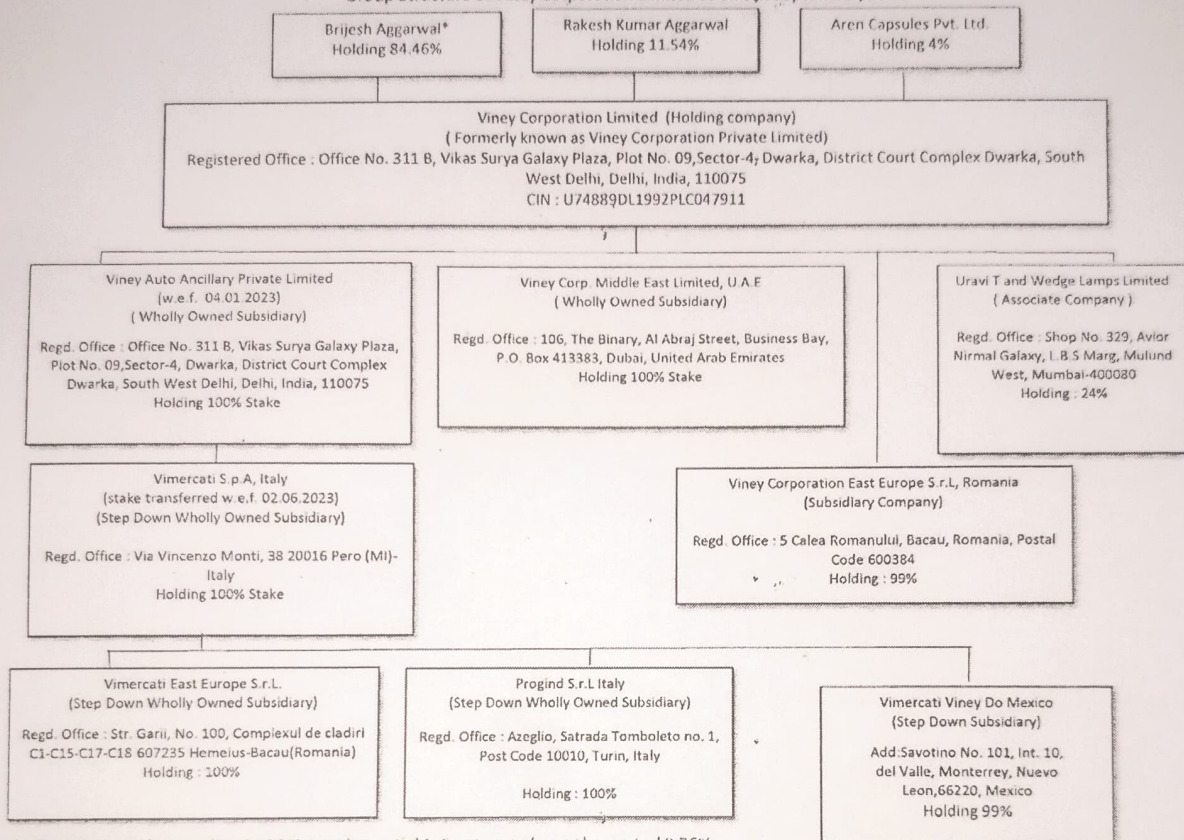 Brijesh Aggarwal*
Holding 84.46%
Rakesh Kumar Aggarwal
Holding 11.54%
Aren Capsules Pvt. Ltd.
Holding 4%
Viney Corporation Limited (Holding company)
( Formerly known as Viney Corporation Private Limited)
Registered Office : Office No. 311 B, Vikas Surya Galaxy Plaza, Plot No. 09,Sector-4, Dwarka, District Court Complex Dwarka, South
West Delhi, Delhi, India, 110075
CIN : U74889DL1992PLC047911
Viney Auto Ancillary Private Limited
(w.e.f. 04.01.2023)
( Wholly Owned Subsidiary)
Regd. Office : Office No. 311 B, Vikas Surya Galaxy Plaza,
Plot No. 09,Sector-4, Dwarka, District Court Complex
Dwarka, South West Delhi, Delhi, India, 110075
Holding 100% Stake
Viney Corp. Middle East Limited, U.A.E
( Wholly Owned Subsidiary)
Regd. Office : 106, The Binary, Al Abraj Street, Business Bay,
P.O. Box 413383, Dubai, United Arab Emirates
Holding 100% Stake
Uravi T and Wedge Lamps Limited
( Associate Company )
Regd. Office : Shop No. 329, Avior
Nirmal Galaxy, L.B.S Marg, Mulund
West, Mumbai-400080
Holding : 24%
Vimercati S.p.A, Italy
(stake transferred w.e.f. 02.06.2023)
(Step Down Wholly Owned Subsidiary)
Regd. Office : Via Vincenzo Monti, 38 20016 Pero (MI)-
Italy
Holding 100% Stake
Viney Corporation East Europe S.r.L, Romania
(Subsidiary Company)
Regd. Office : 5 Calea Romanului, Bacau, Romania, Postal
Code 600384
Holding : 99%
Vimercati East Europe S.r.L.
(Step Down Wholly Owned Subsidiary)
Regd. Office : Str. Garii, No. 100, Complexul de cladiri
C1-C15-C17-C18 607235 Hemeius-Bacau(Romania)
Holding : 100%
Progind S.r.L Italy
(Step Down Wholly Owned Subsidiary)
Regd. Office : Azeglio, Satrada Tomboleto no. 1,
Post Code 10010, Turin, Italy
Holding : 100%
Vimercati Viney Do Mexico
(Step Down Subsidiary)
Add:Savotino No. 101, Int. 10,
del Valle, Monterrey, Nuevo
Leon,66220, Mexico
Holding 99%